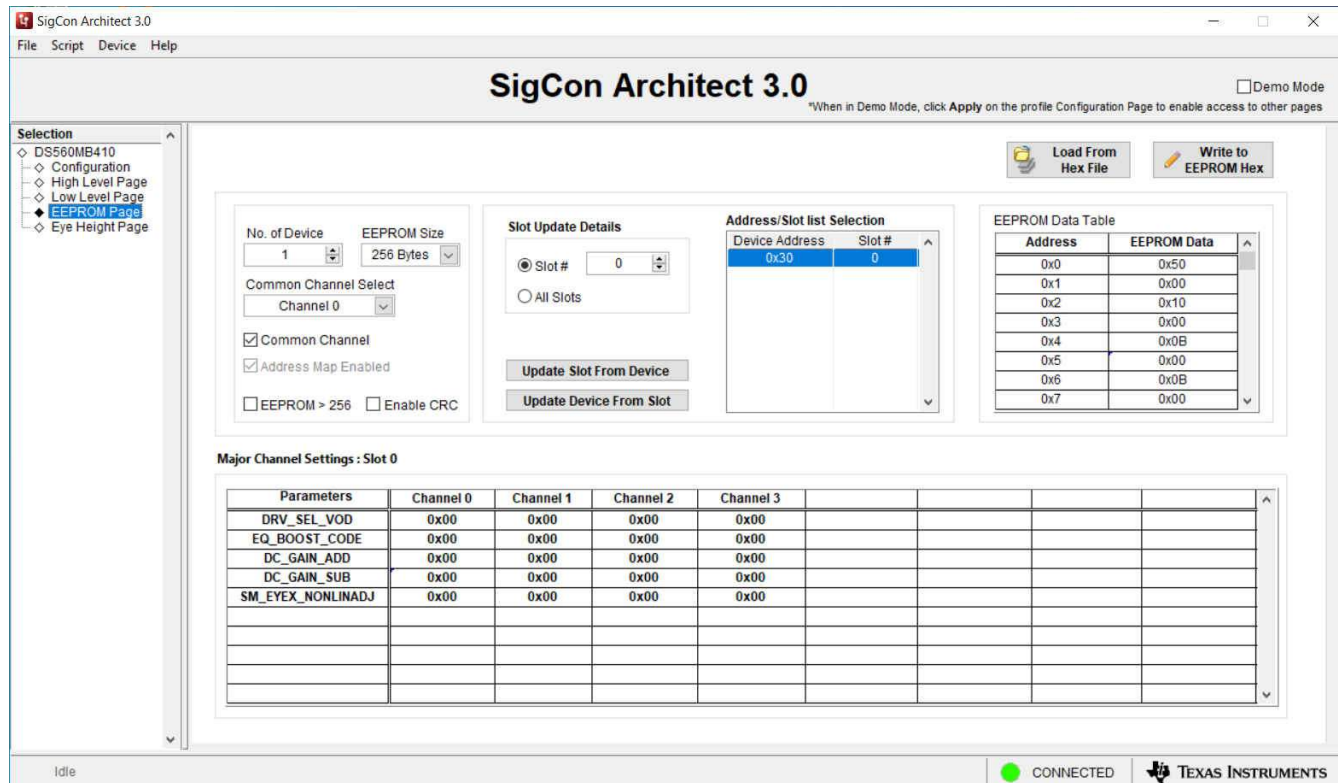 SigCon Architect 3.0
File Script Device Help
SigCon Architect 3.0
Demo Mode
*When in Demo Mode, click Apply on the profile Configuration Page to enable access to other pages
Selection
DS560MB410
Configuration
High Level Page
Low Level Page
EEPROM Page
Eye Height Page
Load From
Hex File
Write to
EEPROM Hex
No. of Device EEPROM Size
1 256 Bytes
Common Channel Select
Channel 0
Common Channel
Address Map Enabled
EEPROM > 256 Enable CRC
Slot Update Details
Slot # 0
All Slots
Update Slot From Device
Update Device From Slot
Address/Slot list Selection
Device Address Slot #
0x30 0
EEPROM Data Table
Address EEPROM Data
0x0 0x50
0x1 0x00
0x2 0x10
0x3 0x00
0x4 0x0B
0x5 0x00
0x6 0x0B
0x7 0x00
Major Channel Settings : Slot 0
Parameters Channel 0 Channel 1 Channel 2 Channel 3
DRV_SEL_VOD 0x00 0x00 0x00 0x00
EQ_BOOST_CODE 0x00 0x00 0x00 0x00
DC_GAIN_ADD 0x00 0x00 0x00 0x00
DC_GAIN_SUB 0x00 0x00 0x00 0x00
SM_EYEX_NONLINADJ 0x00 0x00 0x00 0x00
Idle
CONNECTED
TEXAS INSTRUMENTS